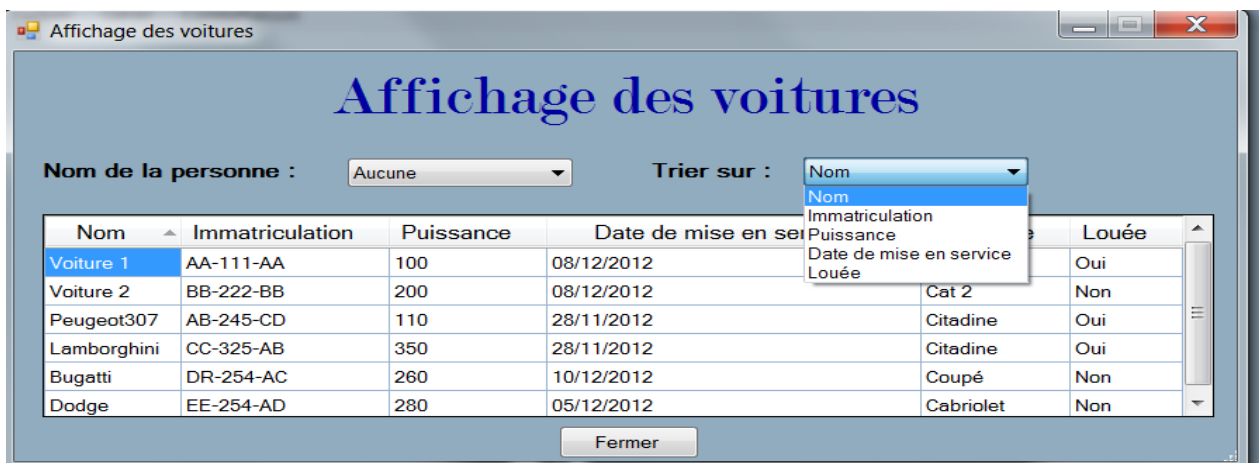 Affichage des voitures
Affichage des voitures
Nom de la personne : Aucune Trier sur : Nom
Nom
Immatriculation
Puissance
Date de mise en service
Louée
Nom Immatriculation Puissance Date de mise en Louée
Voiture 1 AA-111-AA 100 08/12/2012 Oui
Voiture 2 BB-222-BB 200 08/12/2012 Cat 2 Non
Peugeot307 AB-245-CD 110 28/11/2012 Citadine Oui
Lamborghini CC-325-AB 350 28/11/2012 Citadine Oui
Bugatti DR-254-AC 260 10/12/2012 Coupé Non
Dodge EE-254-AD 280 05/12/2012 Cabriolet Non
Fermer